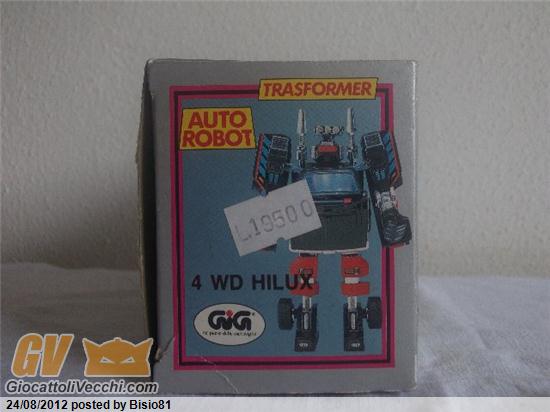 TRASFORMER
AUTO
ROBOT
L.19500
4 WD HILUX
GiG
GV
GiocattoliVecchi.com
24/08/2012 posted by Bisio81